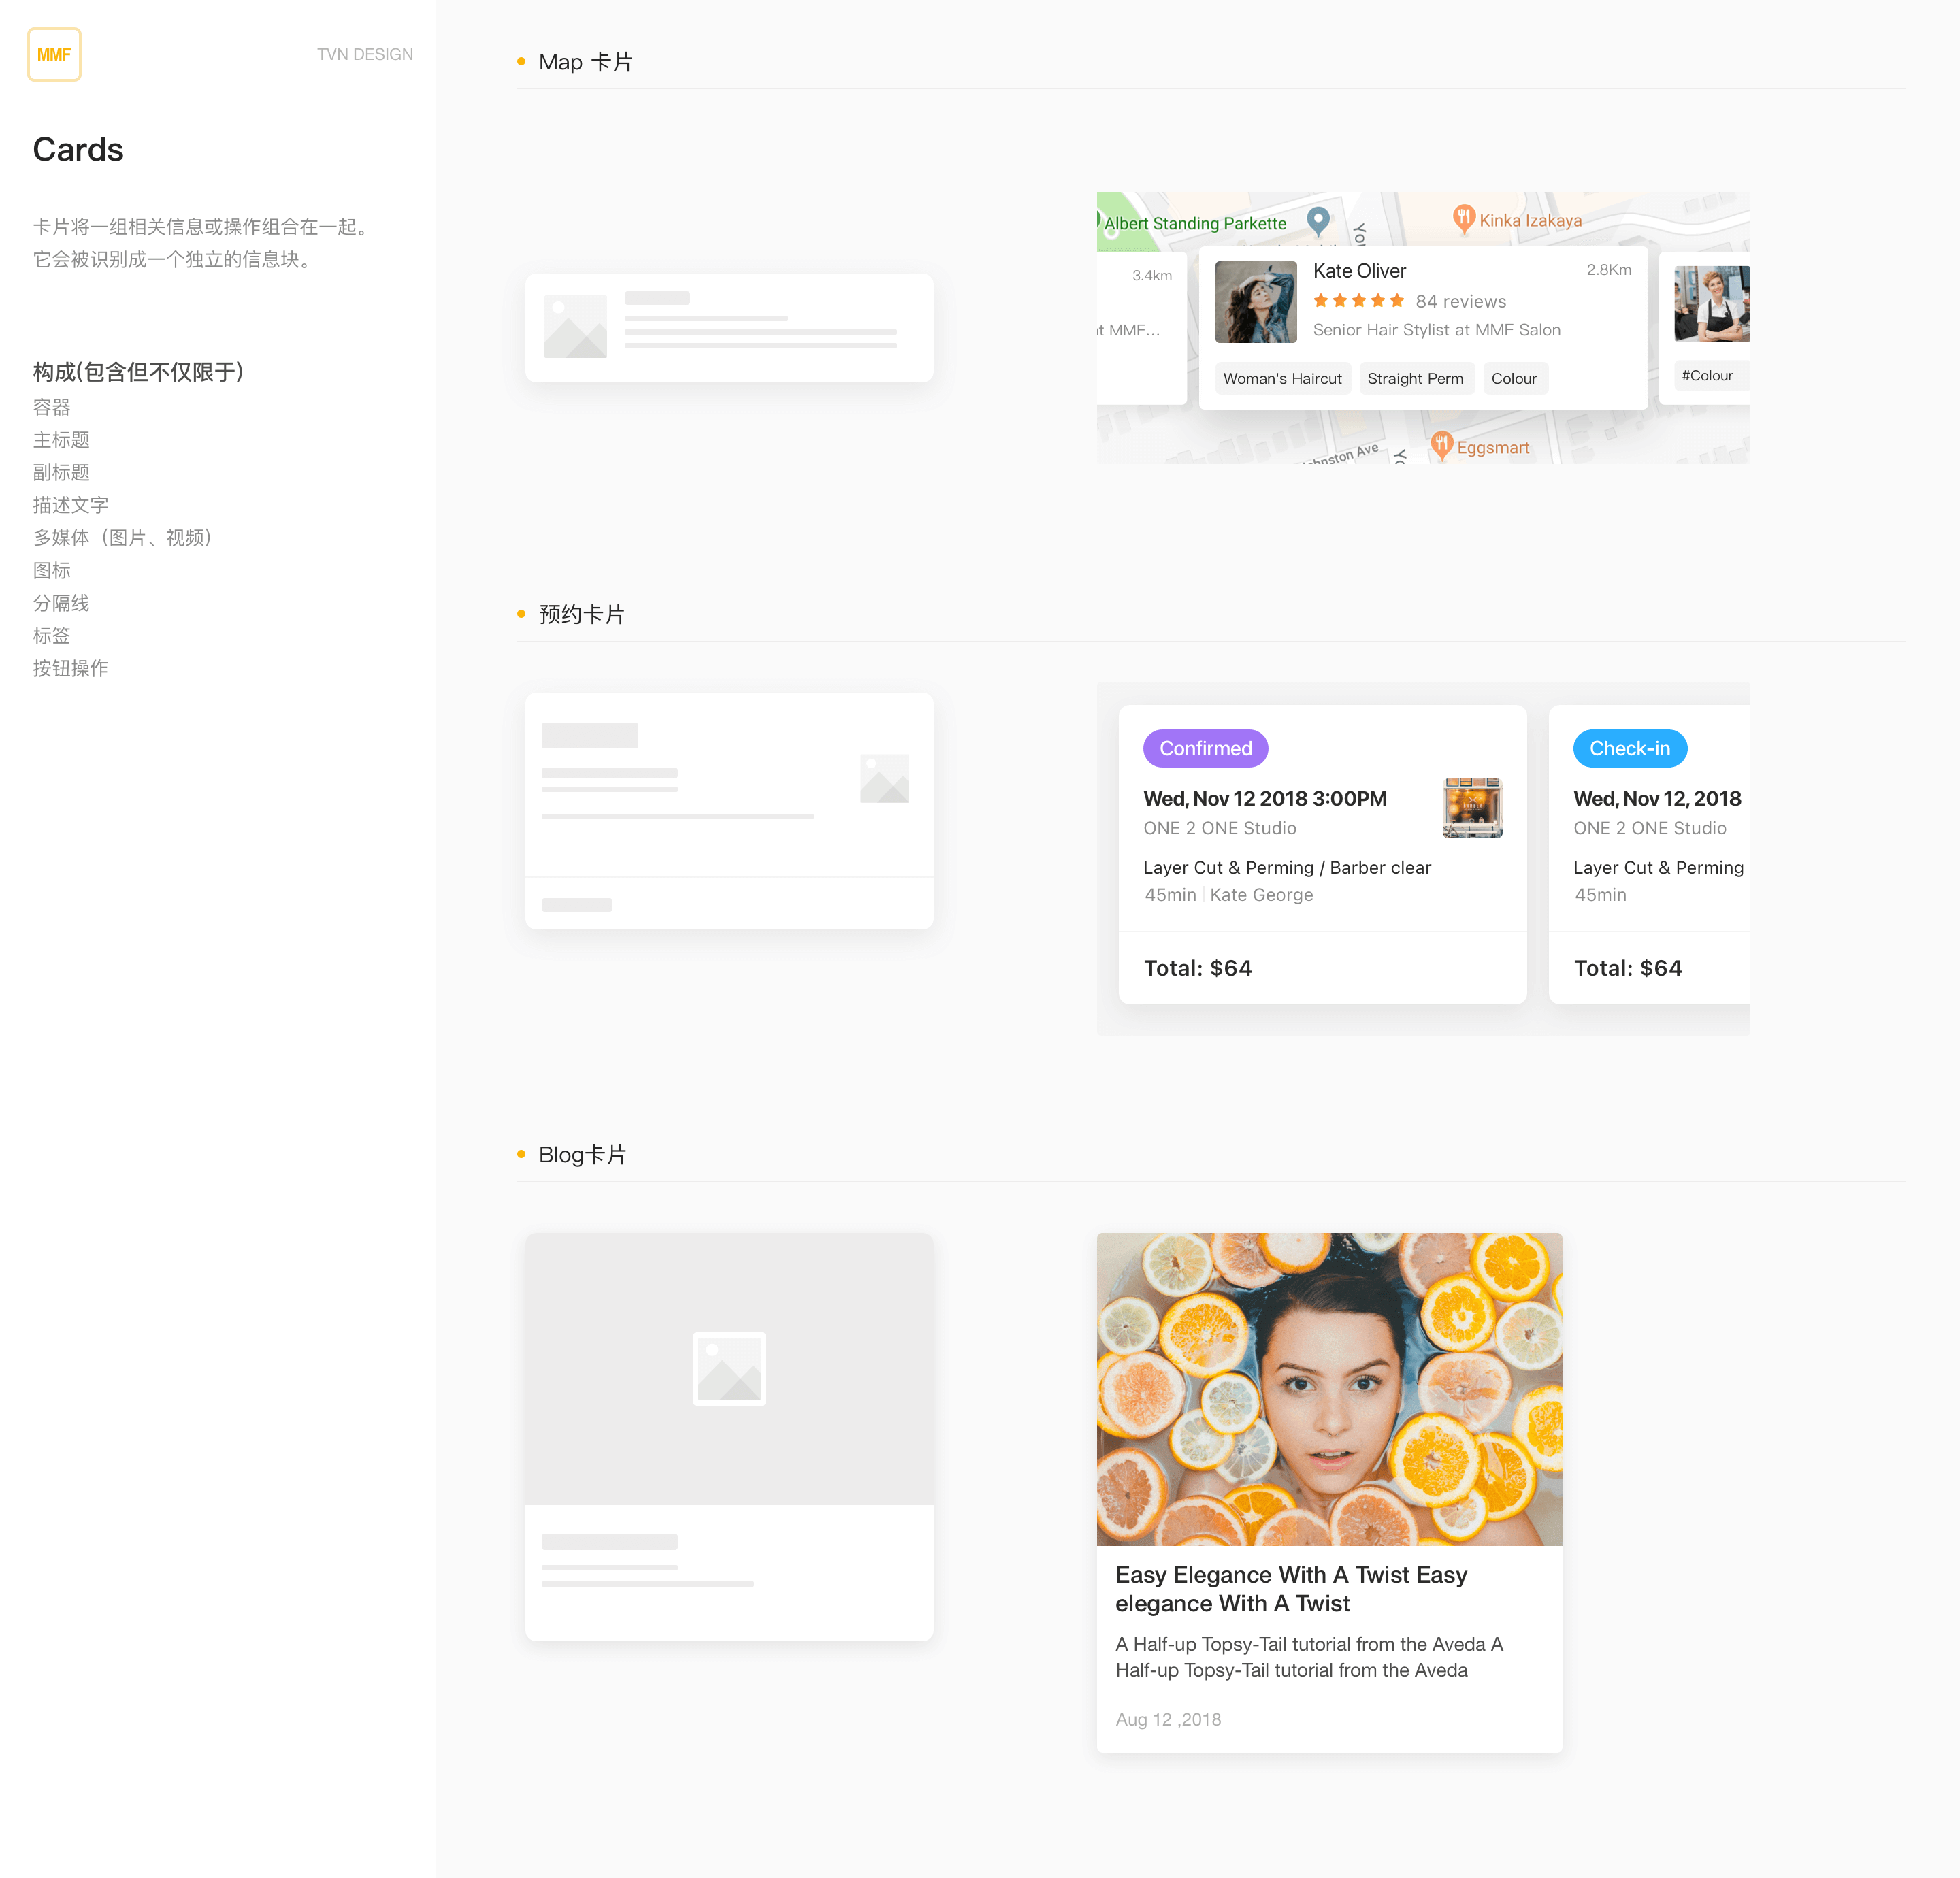 MMF
TVN DESIGN
Cards
卡片将一组相关信息或操作组合在一起。
它会被识别成一个独立的信息块。
构成(包含但不仅限于)
容器
主标题
副标题
描述文字
多媒体（图片、视频）
图标
分隔线
标签
按钮操作
Map 卡片
Albert Standing Parkette
Kinka Izakaya
3.4km
at MMF...
Kate Oliver
2.8Km
84 reviews
Senior Hair Stylist at MMF Salon
Woman's Haircut
Straight Perm
Colour
#Colour
Eggsmart
预约卡片
Confirmed
Wed, Nov 12 2018 3:00PM
ONE 2 ONE Studio
Layer Cut & Perming / Barber clear
45min | Kate George
Total: $64
Check-in
Wed, Nov 12, 2018
ONE 2 ONE Studio
Layer Cut & Perming
45min
Total: $64
Blog卡片
Easy Elegance With A Twist Easy
elegance With A Twist
A Half-up Topsy-Tail tutorial from the Aveda A
Half-up Topsy-Tail tutorial from the Aveda
Aug 12 ,2018